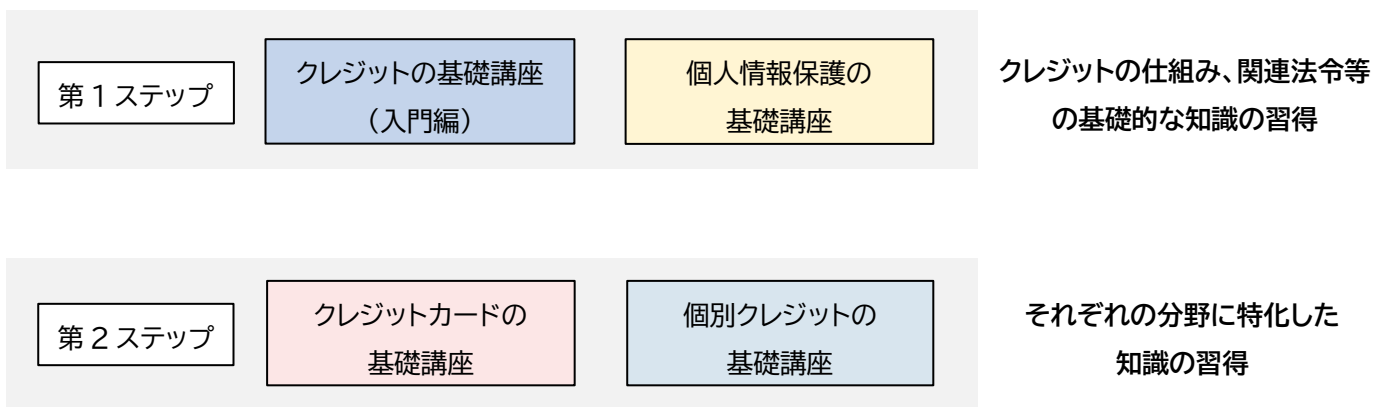 第1ステップ
クレジットの基礎講座
（入門編）
個人情報保護の
基礎講座
クレジットの仕組み、関連法令等
の基礎的な知識の習得
第2ステップ
クレジットカードの
基礎講座
個別クレジットの
基礎講座
それぞれの分野に特化した
知識の習得